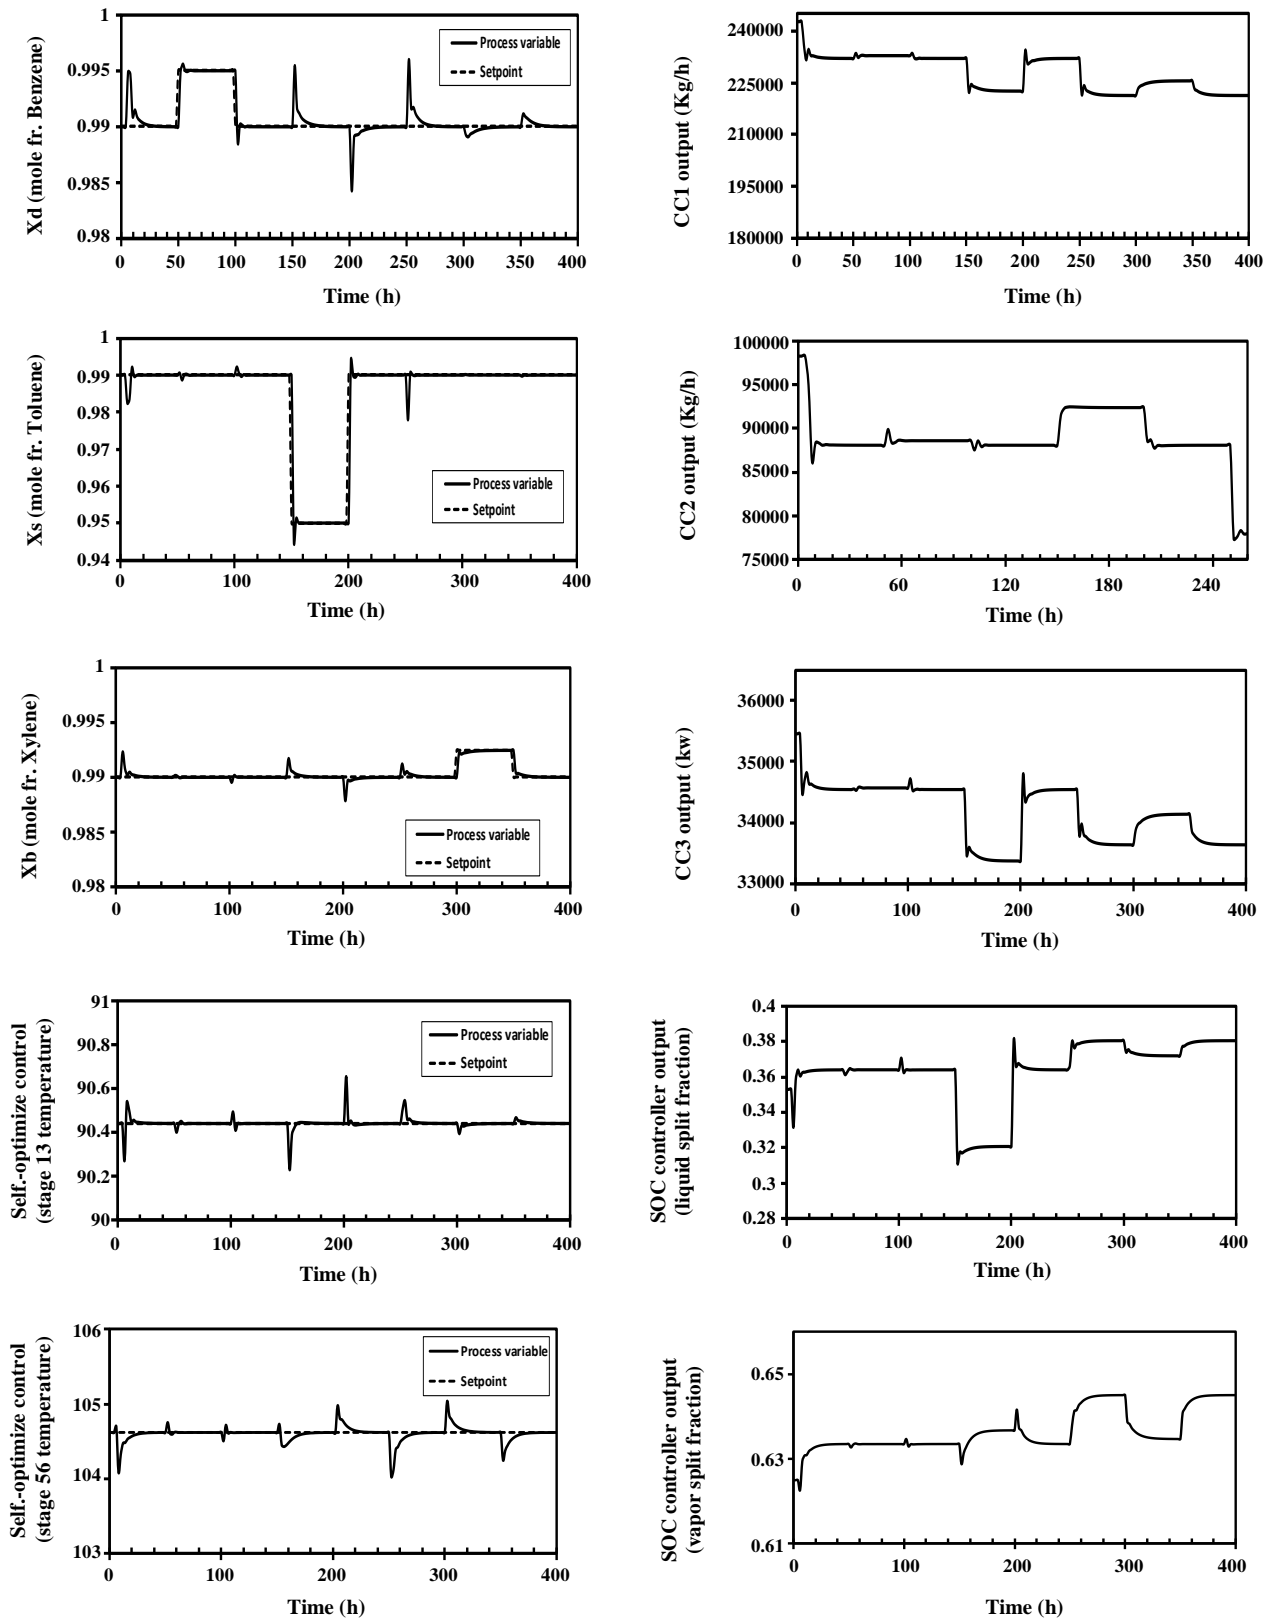 Xd (mole fr. Benzene)
1
0.995
0.99
0.985
0.98
Process variable
Setpoint
0 50 100 150 200 250 300 350 400
Time (h)
CC1 output (Kg/h)
240000
225000
210000
195000
180000
0 50 100 150 200 250 300 350 400
Time (h)
Xs (mole fr. Toluene)
1
0.99
0.98
0.97
0.96
0.95
0.94
Process variable
Setpoint
0 100 200 300 400
Time (h)
CC2 output (Kg/h)
100000
95000
90000
85000
80000
75000
0 60 120 180 240
Time (h)
Xb (mole fr. Xylene)
1
0.995
0.99
0.985
0.98
Process variable
Setpoint
0 100 200 300 400
Time (h)
CC3 output (kw)
36000
35000
34000
33000
0 100 200 300 400
Time (h)
Self.-optimize control
(stage 13 temperature)
91
90.8
90.6
90.4
90.2
90
Process variable
Setpoint
0 100 200 300 400
Time (h)
SOC controller output
(liquid split fraction)
0.4
0.38
0.36
0.34
0.32
0.3
0.28
0 100 200 300 400
Time (h)
Self.-optimize control
(stage 56 temperature)
106
105
104
103
Process variable
Setpoint
0 100 200 300 400
Time (h)
SOC controller output
(vapor split fraction)
0.65
0.63
0.61
0 100 200 300 400
Time (h)